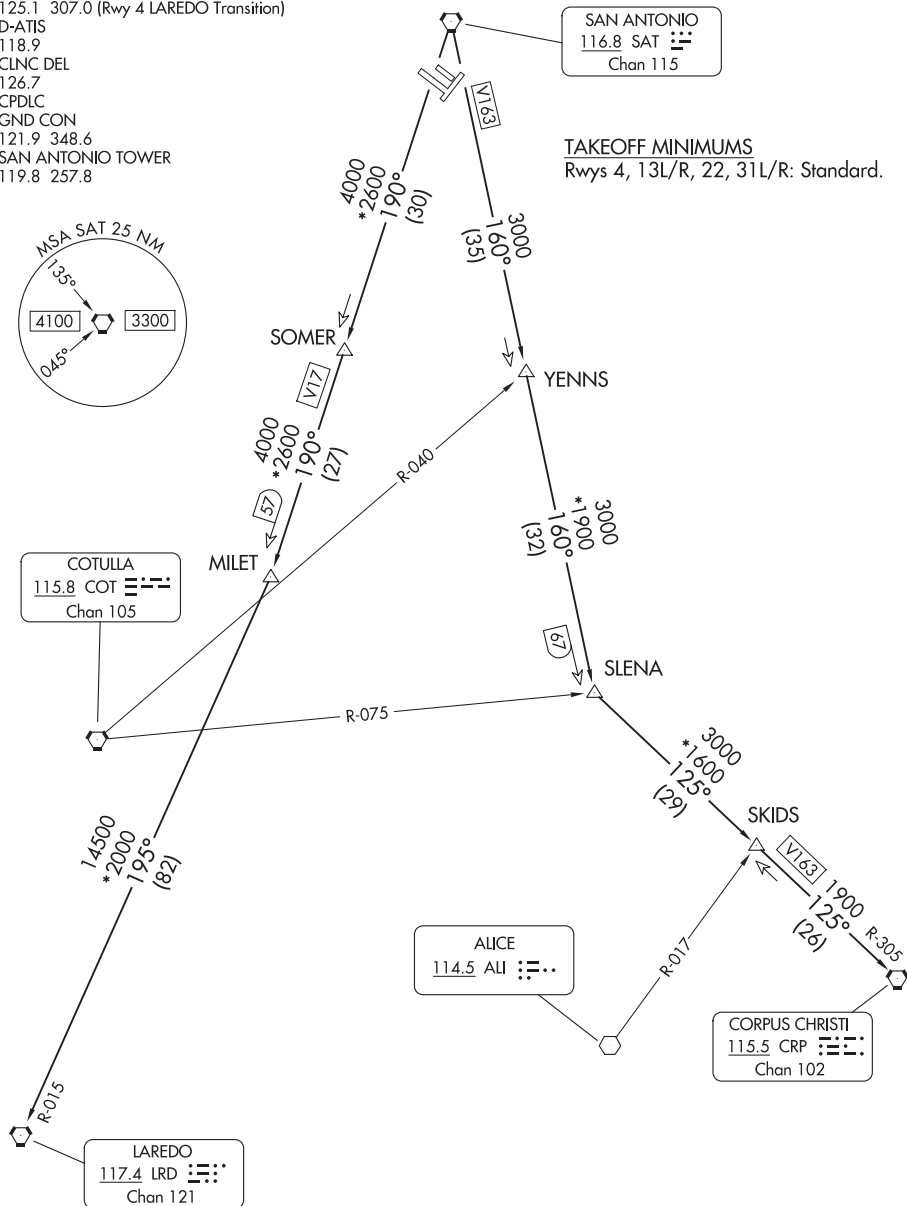 125.1 307.0 (Rwy 4 LAREDO Transition)
D-ATIS
118.9
CLNC DEL
126.7
CPDLC
GND CON
121.9 348.6
SAN ANTONIO TOWER
119.8 257.8
SAN ANTONIO
116.8 SAT
Chan 115
TAKEOFF MINIMUMS
Rwys 4, 13L/R, 22, 31L/R: Standard.
V163
4000
*2600
190°
(30)
3000
160°
(35)
MSA SAT 25 NM
135°
4100
3300
045°
SOMER
YENNS
V17
4000
*2600
190°
(27)
R-040
57
3000
*1900
160°
(32)
MILET
COTULLA
115.8 COT
Chan 105
67
SLENA
R-075
3000
*1600
125°
(29)
SKIDS
14500
*2000
195°
(82)
V163
1900
125°
(26)
R-305
ALICE
114.5 ALI
R-017
CORPUS CHRISTI
115.5 CRP
Chan 102
R-015
LAREDO
117.4 LRD
Chan 121